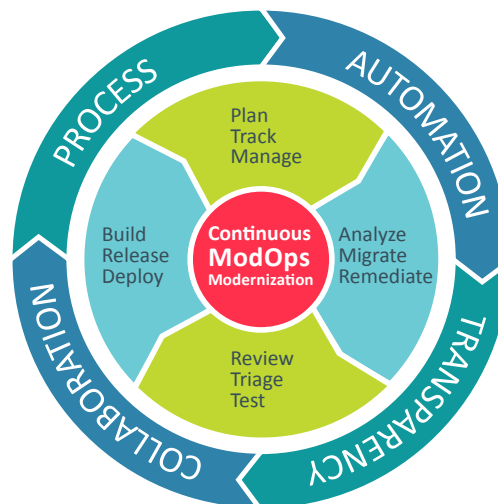 PROCESS
AUTOMATION
Plan
Track
Manage
Build
Release
Deploy
Continuous
ModOps
Modernization
Analyze
Migrate
Remediate
Review
Triage
Test
COLLABORATION
TRANSPARENCY